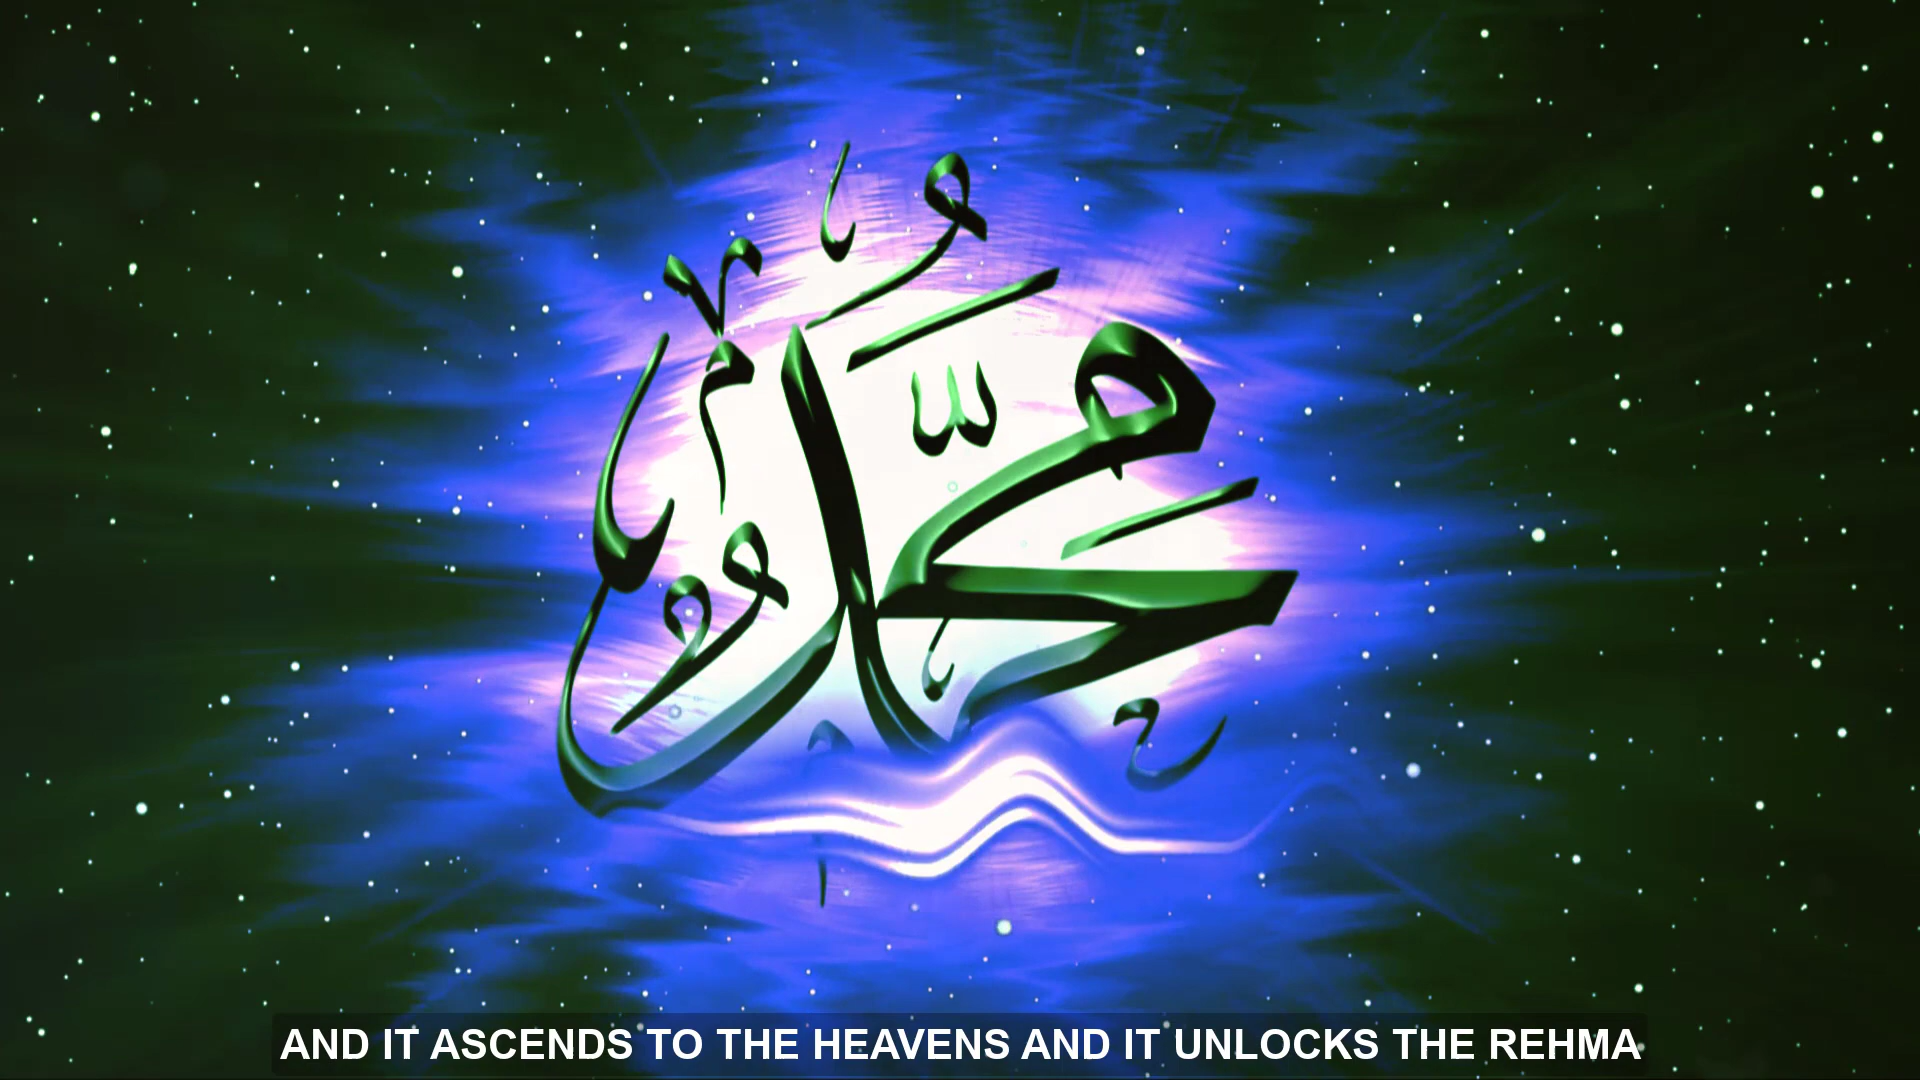 محمد
AND IT ASCENDS TO THE HEAVENS AND IT UNLOCKS THE REHMA